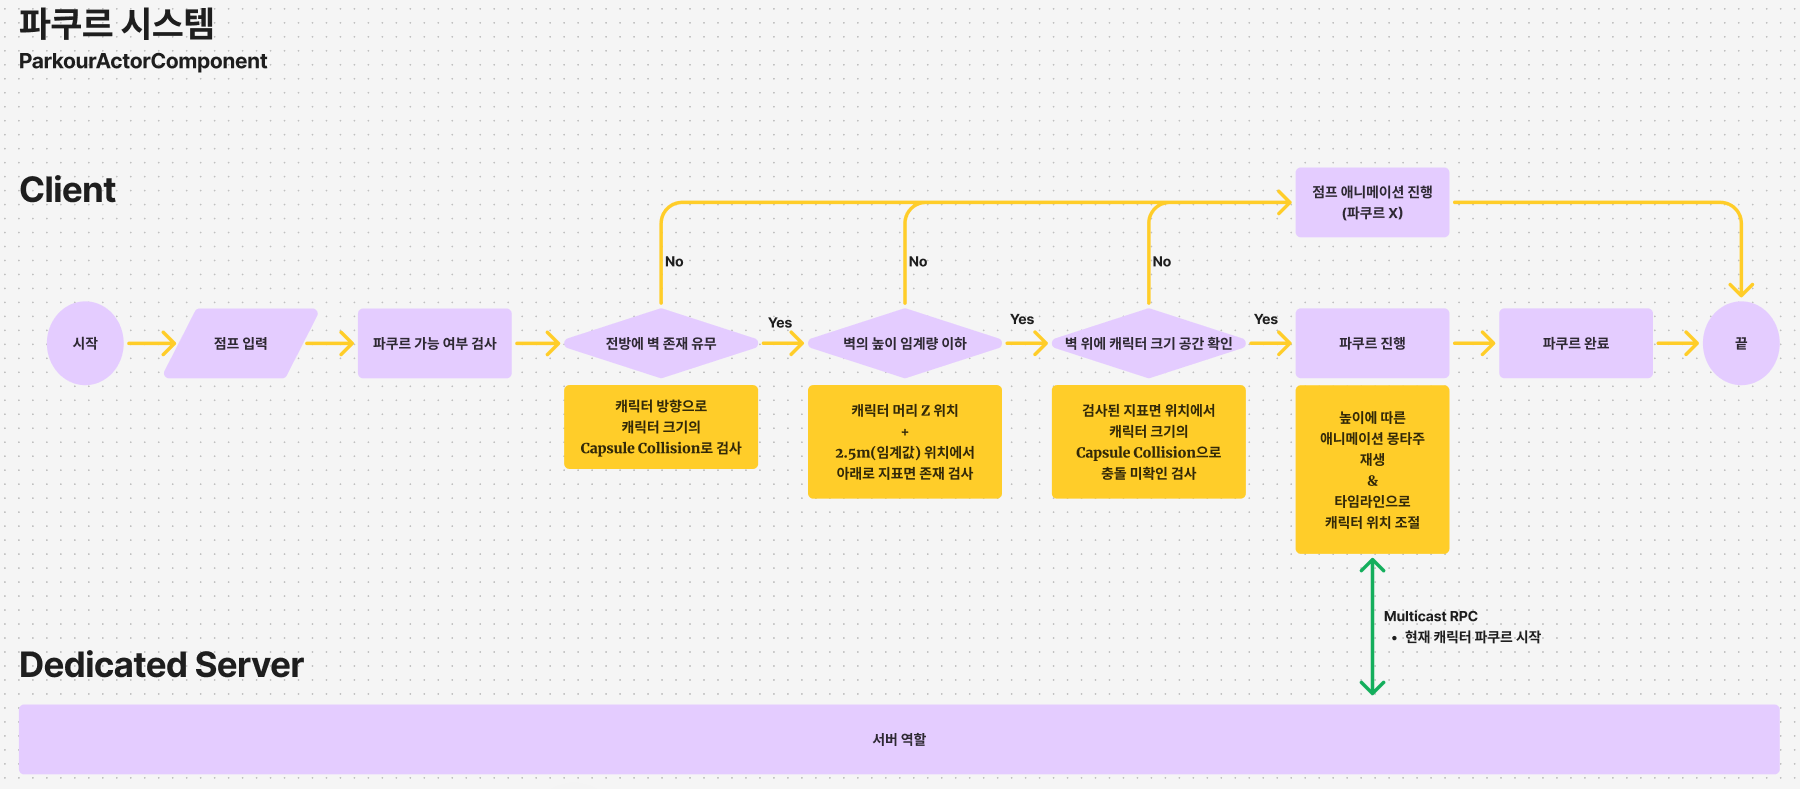 파쿠르 시스템
ParkourActorComponent
Client
점프 애니메이션 진행
(파쿠르 X)
No
No
No
시작
점프 입력
파쿠르 가능 여부 검사
전방에 벽 존재 유무
Yes
벽의 높이 임계량 이하
Yes
벽 위에 캐릭터 크기 공간 확인
Yes
파쿠르 진행
파쿠르 완료
끝
캐릭터 방향으로
캐릭터 크기의
Capsule Collision로 검사
캐릭터 머리 Z 위치
+
2.5m(임계값) 위치에서
아래로 지표면 존재 검사
검사된 지표면 위치에서
캐릭터 크기의
Capsule Collision으로
충돌 미확인 검사
높이에 따른
애니메이션 몽타주
재생
&
타임라인으로
캐릭터 위치 조절
Multicast RPC
• 현재 캐릭터 파쿠르 시작
Dedicated Server
서버 역할